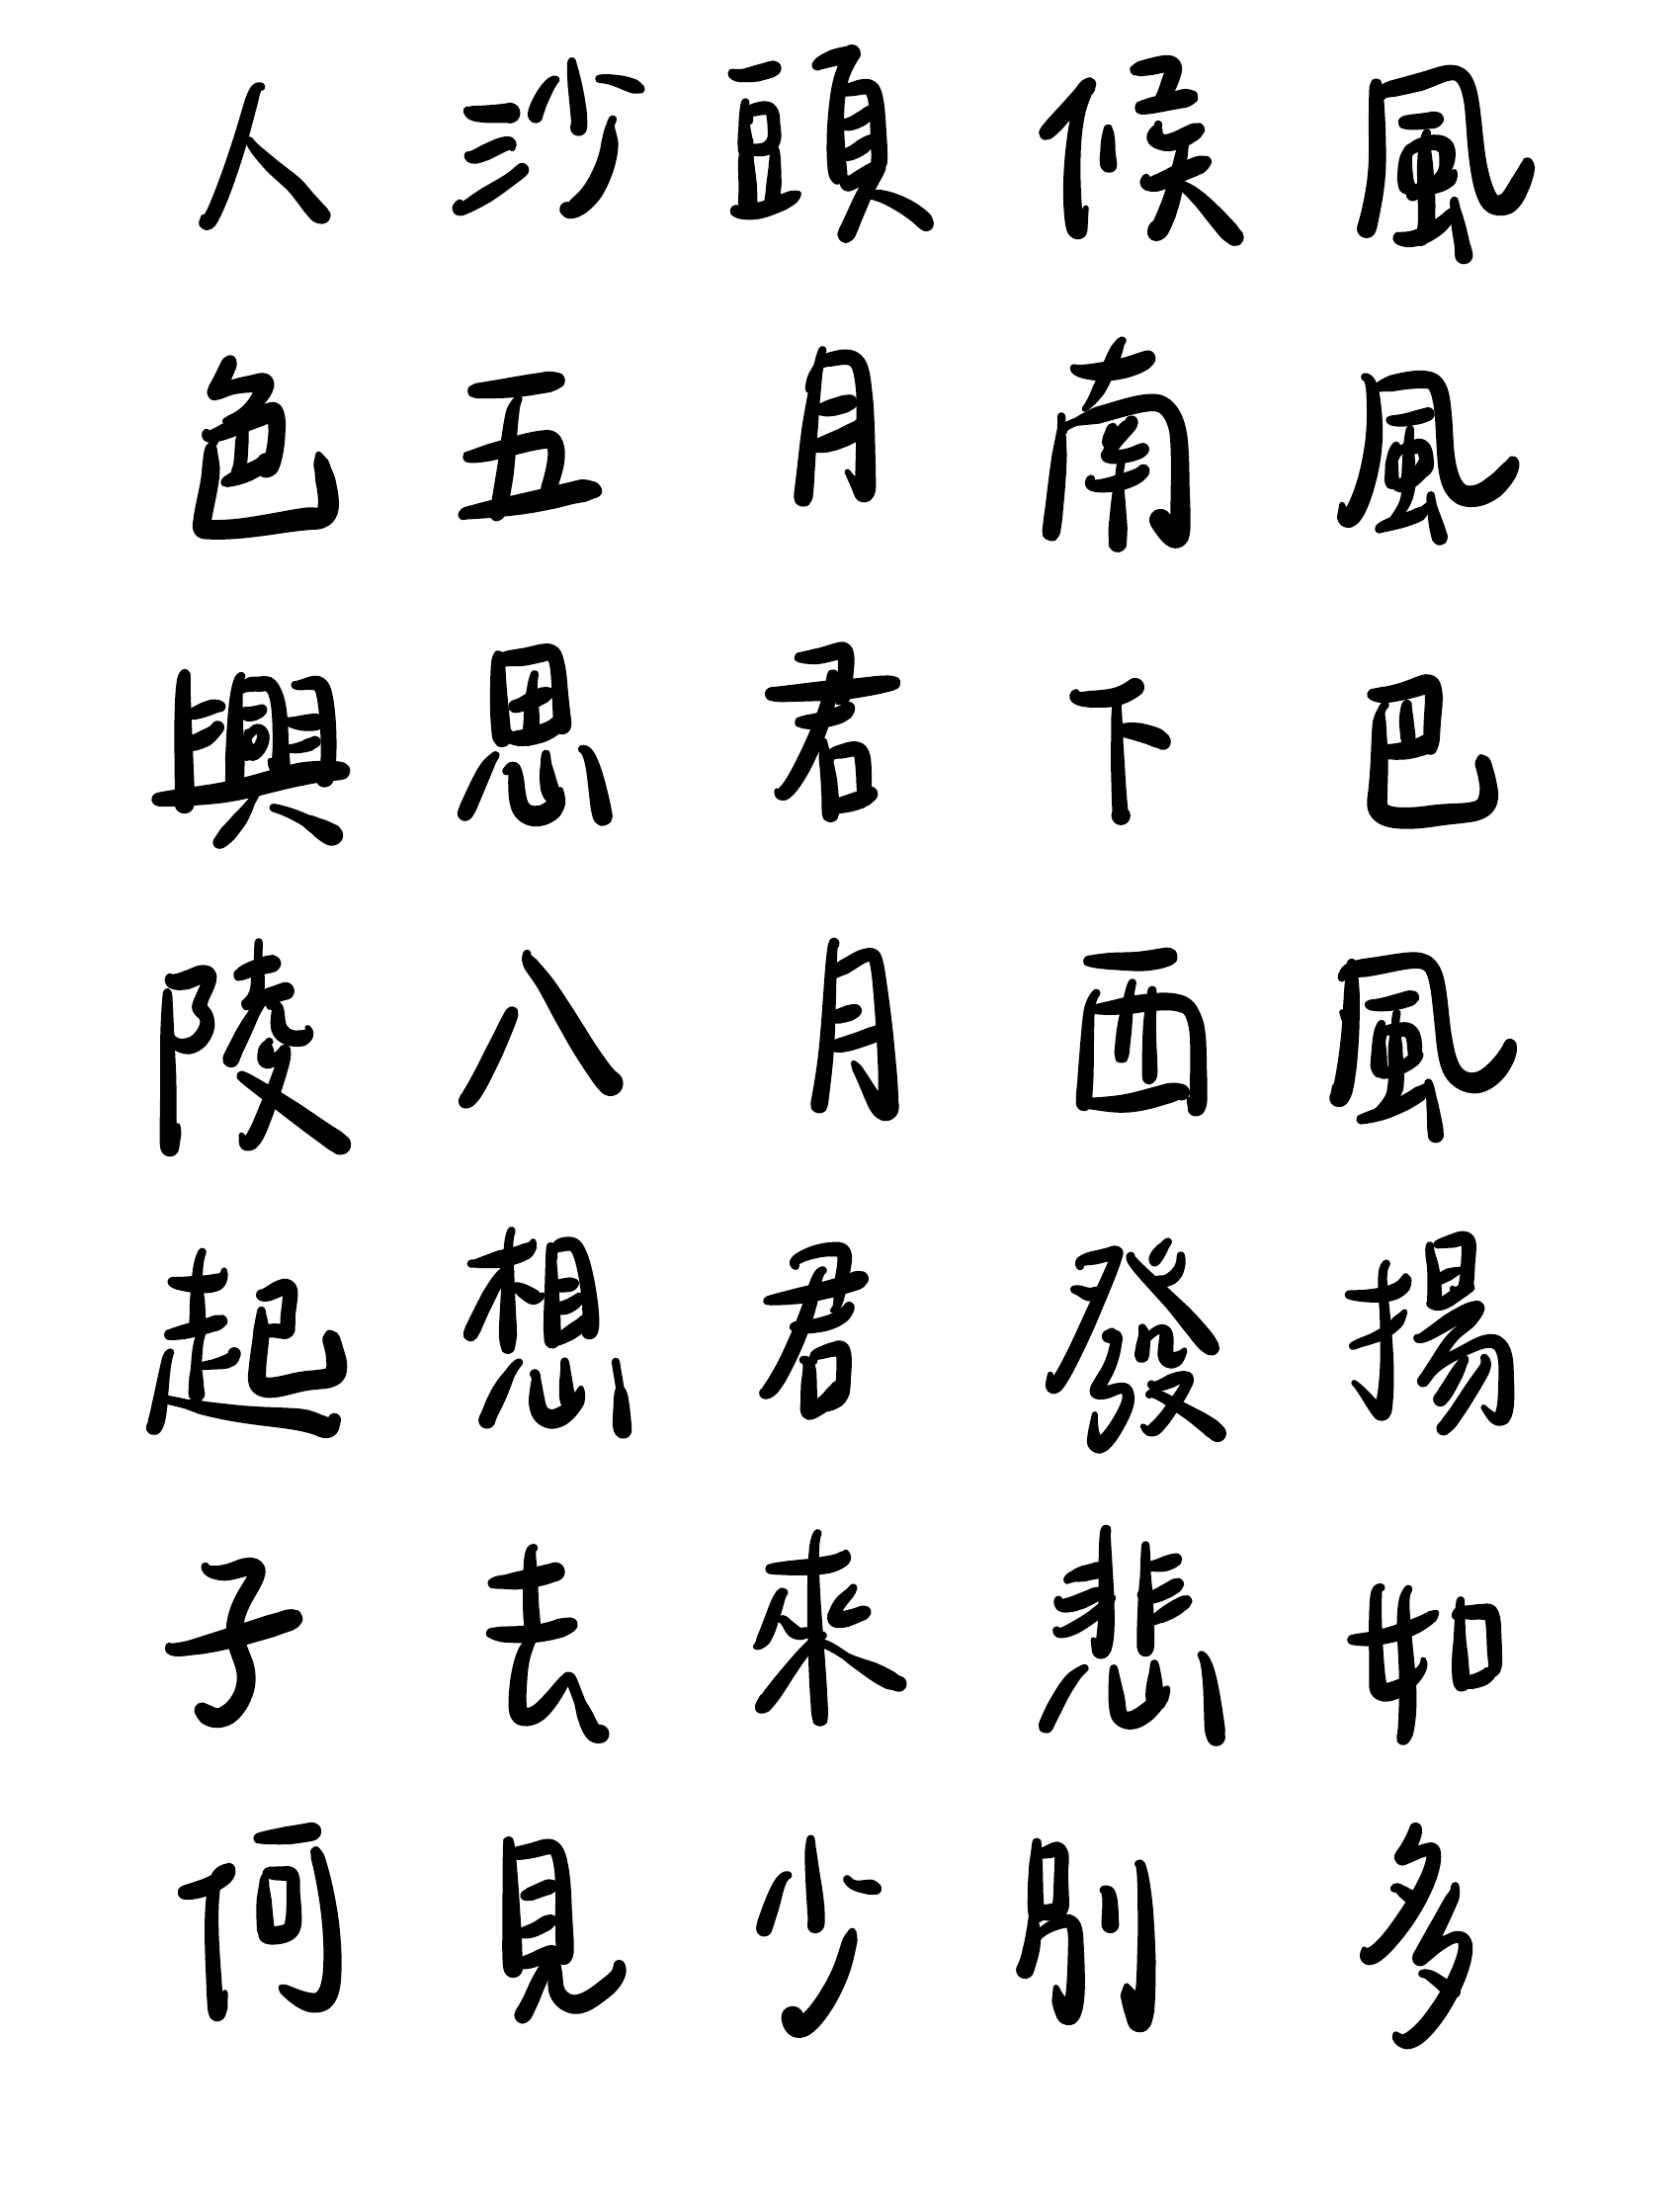 人沙頭候風
色五月南風
興思君下巴
陵八月西風
起想君發揚
子去來悲如
何見少別多